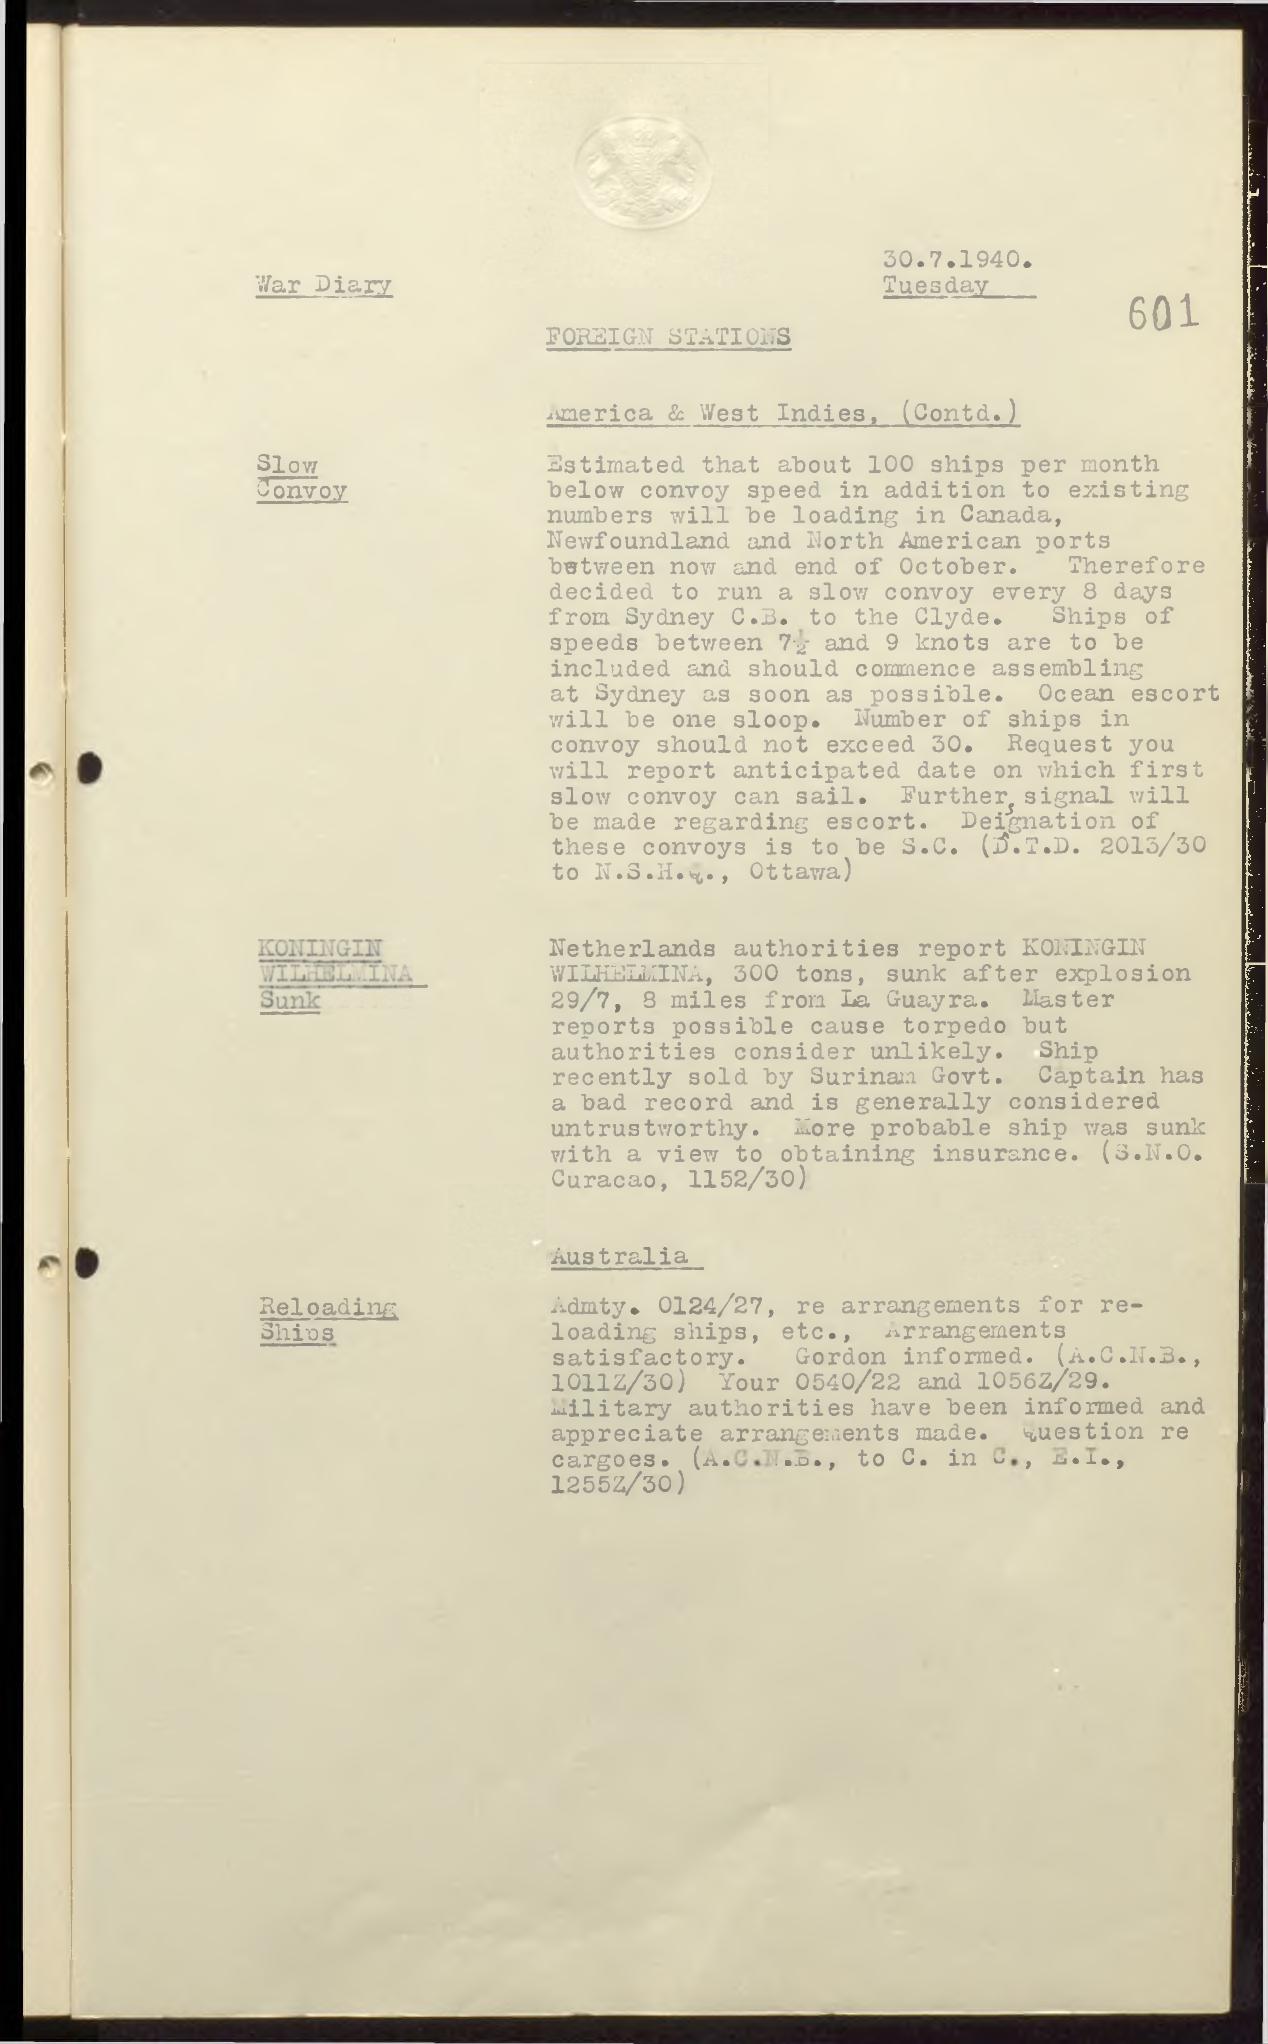 30.7.1940.
War Diary
Tuesday
601
FOREIGN STATIONS
America & West Indies, (Contd.)
Slow
Convoy
Estimated that about 100 ships per month
below convoy speed in addition to existing
numbers will be loading in Canada,
Newfoundland and North American ports
between now and end of October. Therefore
decided to run a slow convoy every 8 days
from Sydney C.B. to the Clyde. Ships of
speeds between 7½ and 9 knots are to be
included and should commence assembling
at Sydney as soon as possible. Ocean escort
will be one sloop. Number of ships in
convoy should not exceed 30. Request you
will report anticipated date on which first
slow convoy can sail. Further signal will
be made regarding escort. Deignation of
s
these convoys is to be S.C. (D.T.D. 2013/30
to N.S.H.Q., Ottawa)
KONINGIN
WILHELMINA
Sunk
Netherlands authorities report KONINGIN
WILHELMINA, 300 tons, sunk after explosion
29/7, 8 miles from La Guayra. Master
reports possible cause torpedo but
authorities consider unlikely. Ship
recently sold by Surinam Govt. Captain has
a bad record and is generally considered
untrustworthy. More probable ship was sunk
with a view to obtaining insurance. (S.N.O.
Curacao, 1152/30)
Australia
Reloading
Ships
Admty. 0124/27, re arrangements for re-
loading ships, etc., Arrangements
satisfactory. Gordon informed. (A.C.N.B.,
1011Z/30) Your 0540/22 and 1056Z/29.
Military authorities have been informed and
appreciate arrangements made. Question re
cargoes. (A.C.N.B., to C. in C., E.I.,
1255Z/30)